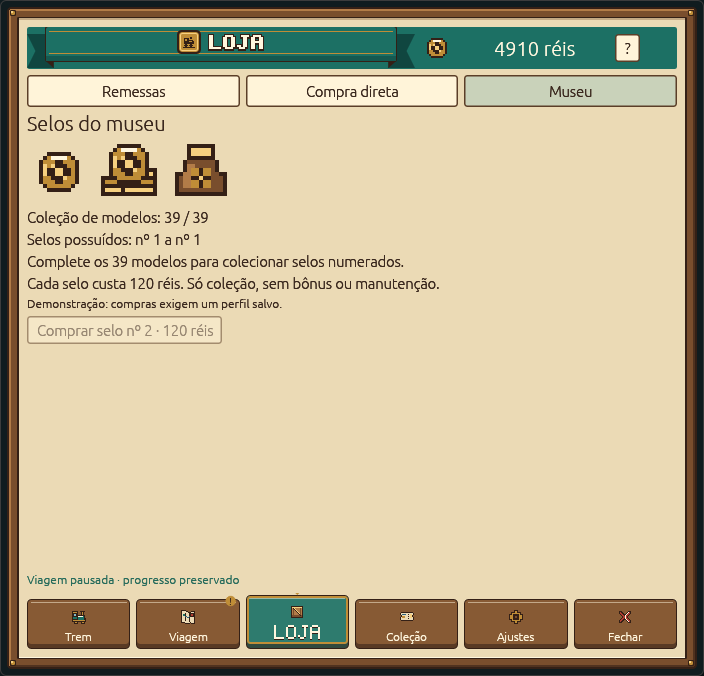 LOJA
4910 réis
?
Remessas
Compra direta
Museu
Selos do museu
Coleção de modelos: 39 / 39
Selos possuídos: nº 1 a nº 1
Complete os 39 modelos para colecionar selos numerados.
Cada selo custa 120 réis. Só coleção, sem bônus ou manutenção.
Demonstração: compras exigem um perfil salvo.
Comprar selo nº 2 · 120 réis
Viagem pausada · progresso preservado
Trem
Viagem
!
LOJA
Coleção
Ajustes
Fechar